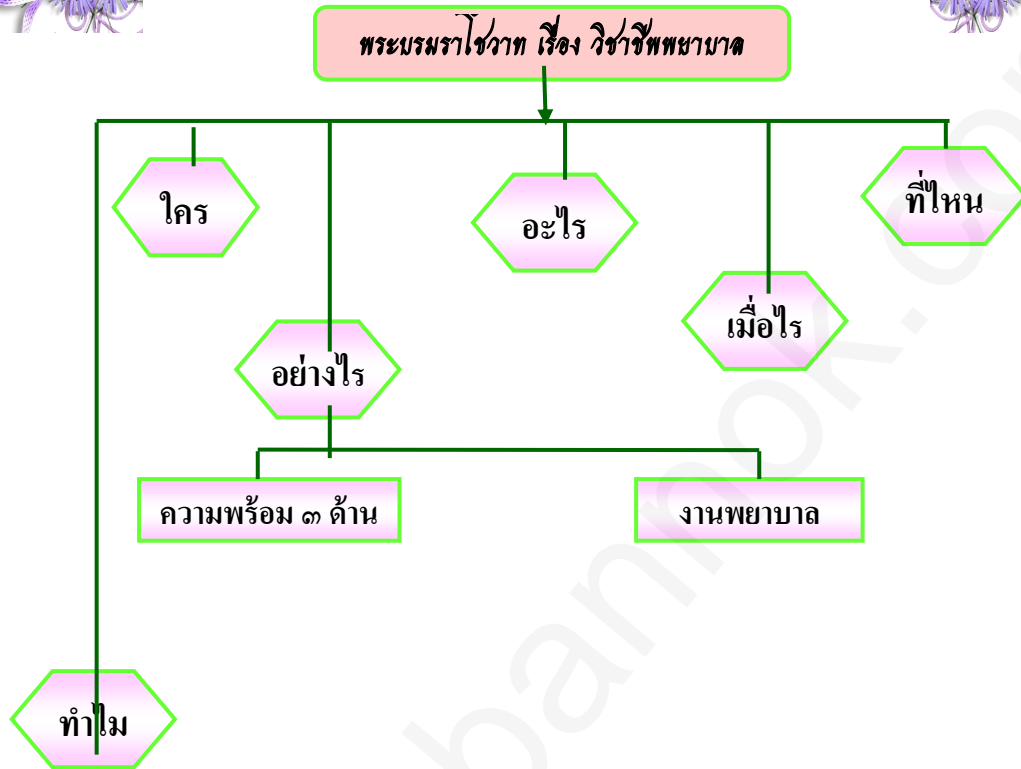 พระบรมราโชวาท เรื่อง วิชาชีพพยาบาล
ใคร
อะไร
ที่ไหน
เมื่อไร
อย่างไร
ความพร้อม ๓ ด้าน
งานพยาบาล
ทำไม